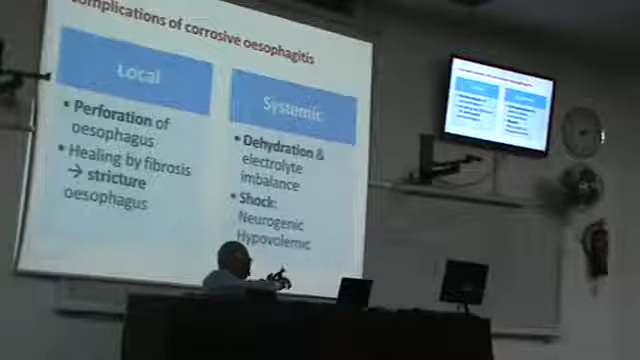 Complications of corrosive oesophagitis
Local
• Perforation of
oesophagus
• Healing by fibrosis
→ stricture
oesophagus
Systemic
• Dehydration &
electrolyte
imbalance
• Shock:
Neurogenic
Hypovolemic